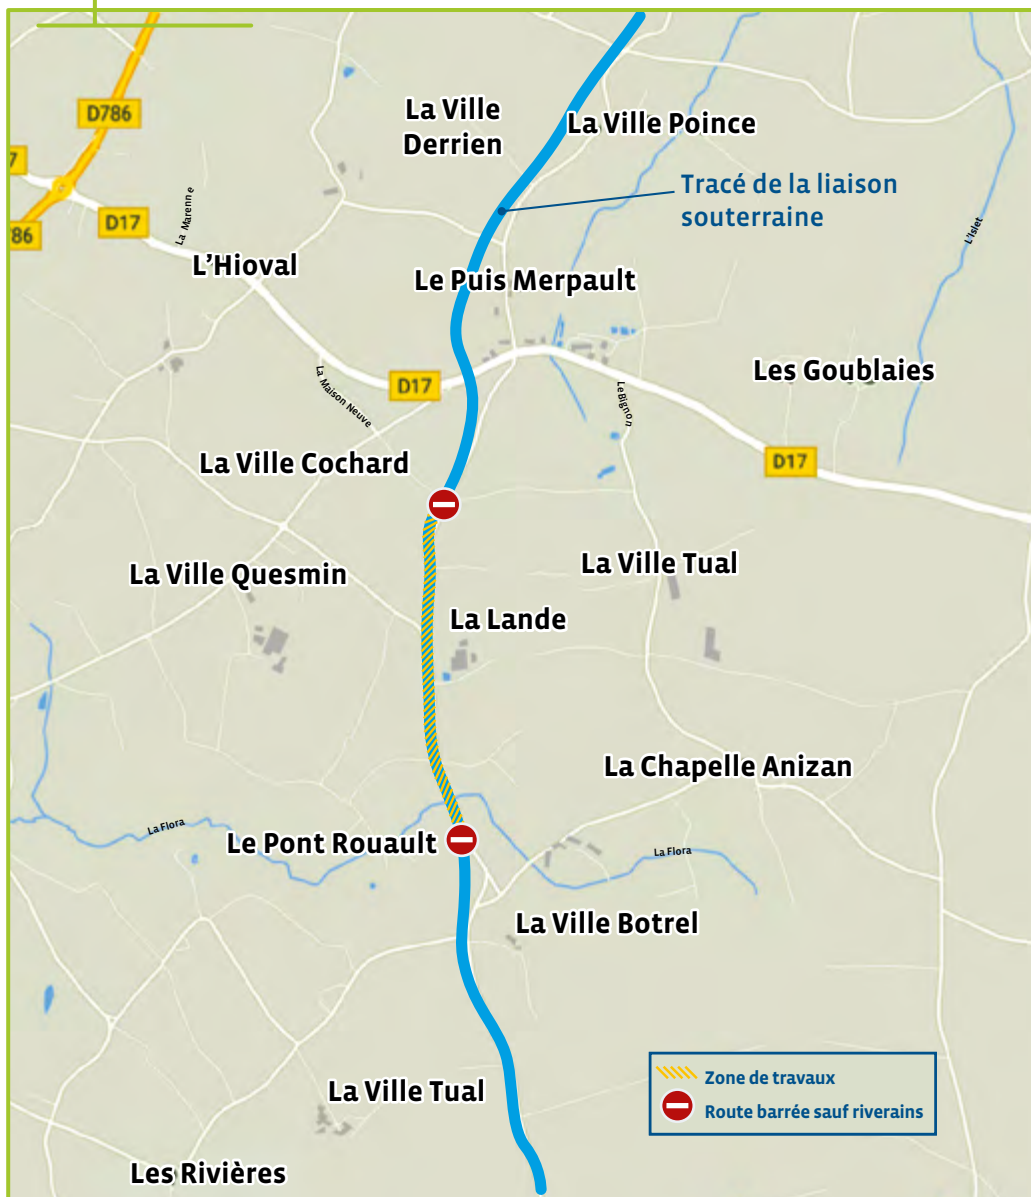 D786
La Ville
Derrien
La Ville Poince
7
Tracé de la liaison
souterraine
La Marenne
D17
86
L'Islet
L'Hioval
Le Puis Merpault
La Maison Neuve
D17
Les Goublaies
Le Bignon
La Ville Cochard
D17
La Ville Quesmin
La Ville Tual
La Lande
La Chapelle Anizan
La Flora
Le Pont Rouault
La Flora
La Ville Botrel
La Ville Tual
Zone de travaux
Route barrée sauf riverains
Les Rivières